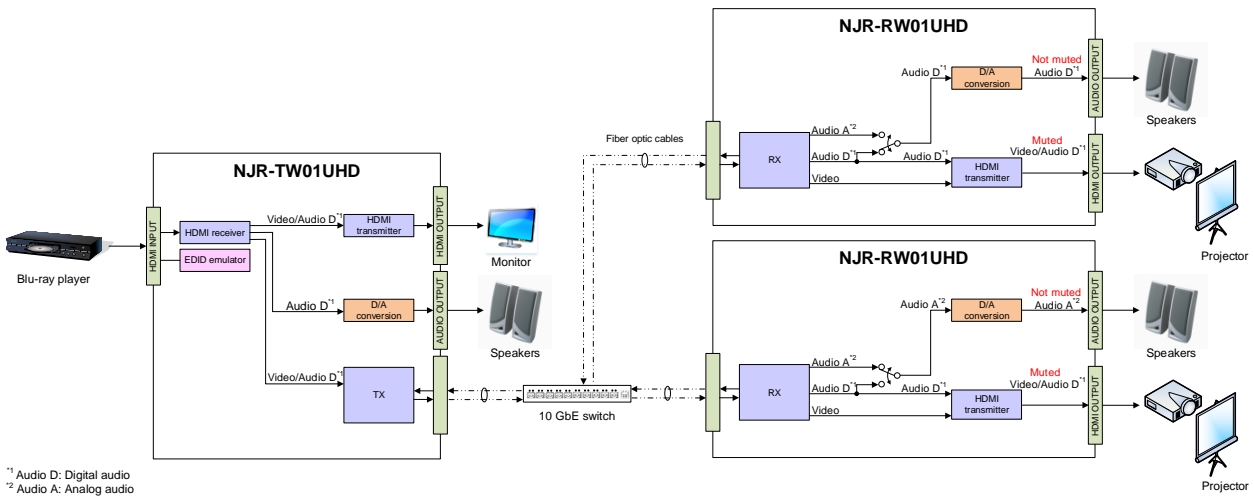 NJR-TW01UHD
HDMI INPUT
HDMI receiver
EDID emulator
Blu-ray player
Video/Audio D*1
HDMI transmitter
HDMI OUTPUT
Monitor
Audio D*1
D/A conversion
AUDIO OUTPUT
Speakers
Video/Audio D*1
TX
10 GbE switch
Fiber optic cables
NJR-RW01UHD
RX
Audio A*2
Audio D*1
Video
Audio D*1
Audio D*1
D/A conversion
Not muted
Audio D*1
AUDIO OUTPUT
Speakers
HDMI transmitter
Muted
Video/Audio D*1
HDMI OUTPUT
Projector
NJR-RW01UHD
RX
Audio A*2
Audio D*1
Video
Audio A*2
Audio D*1
D/A conversion
Not muted
Audio A*2
AUDIO OUTPUT
Speakers
HDMI transmitter
Muted
Video/Audio D*1
HDMI OUTPUT
Projector
*1 Audio D: Digital audio
*2 Audio A: Analog audio